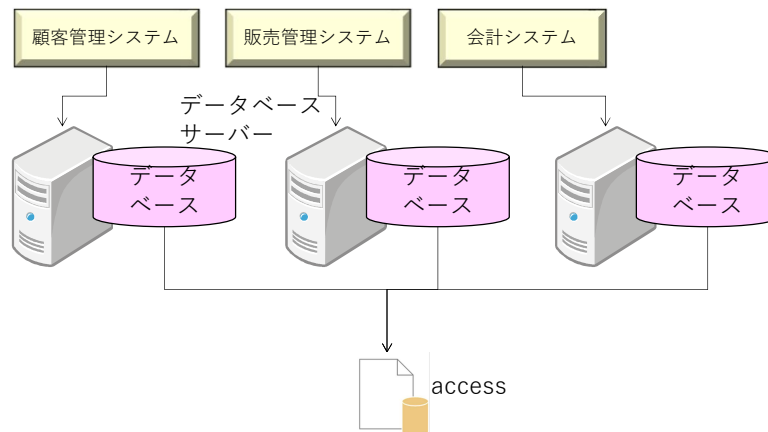 顧客管理システム
販売管理システム
会計システム
データベース
サーバー
データ
ベース
データ
ベース
データ
ベース
access